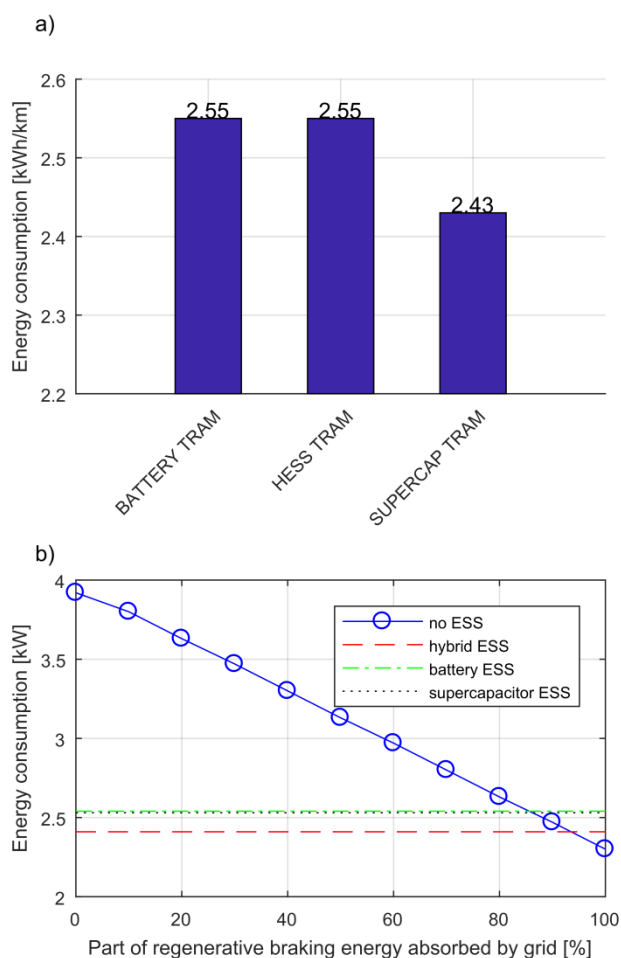 a)
Energy consumption [kWh/km]
2.6
2.5
2.4
2.3
2.2
2.55
2.55
2.43
BATTERY TRAM
HESS TRAM
SUPERCAP TRAM
b)
Energy consumption [kW]
4
3.5
3
2.5
2
no ESS
hybrid ESS
battery ESS
supercapacitor ESS
0 20 40 60 80 100
Part of regenerative braking energy absorbed by grid [%]